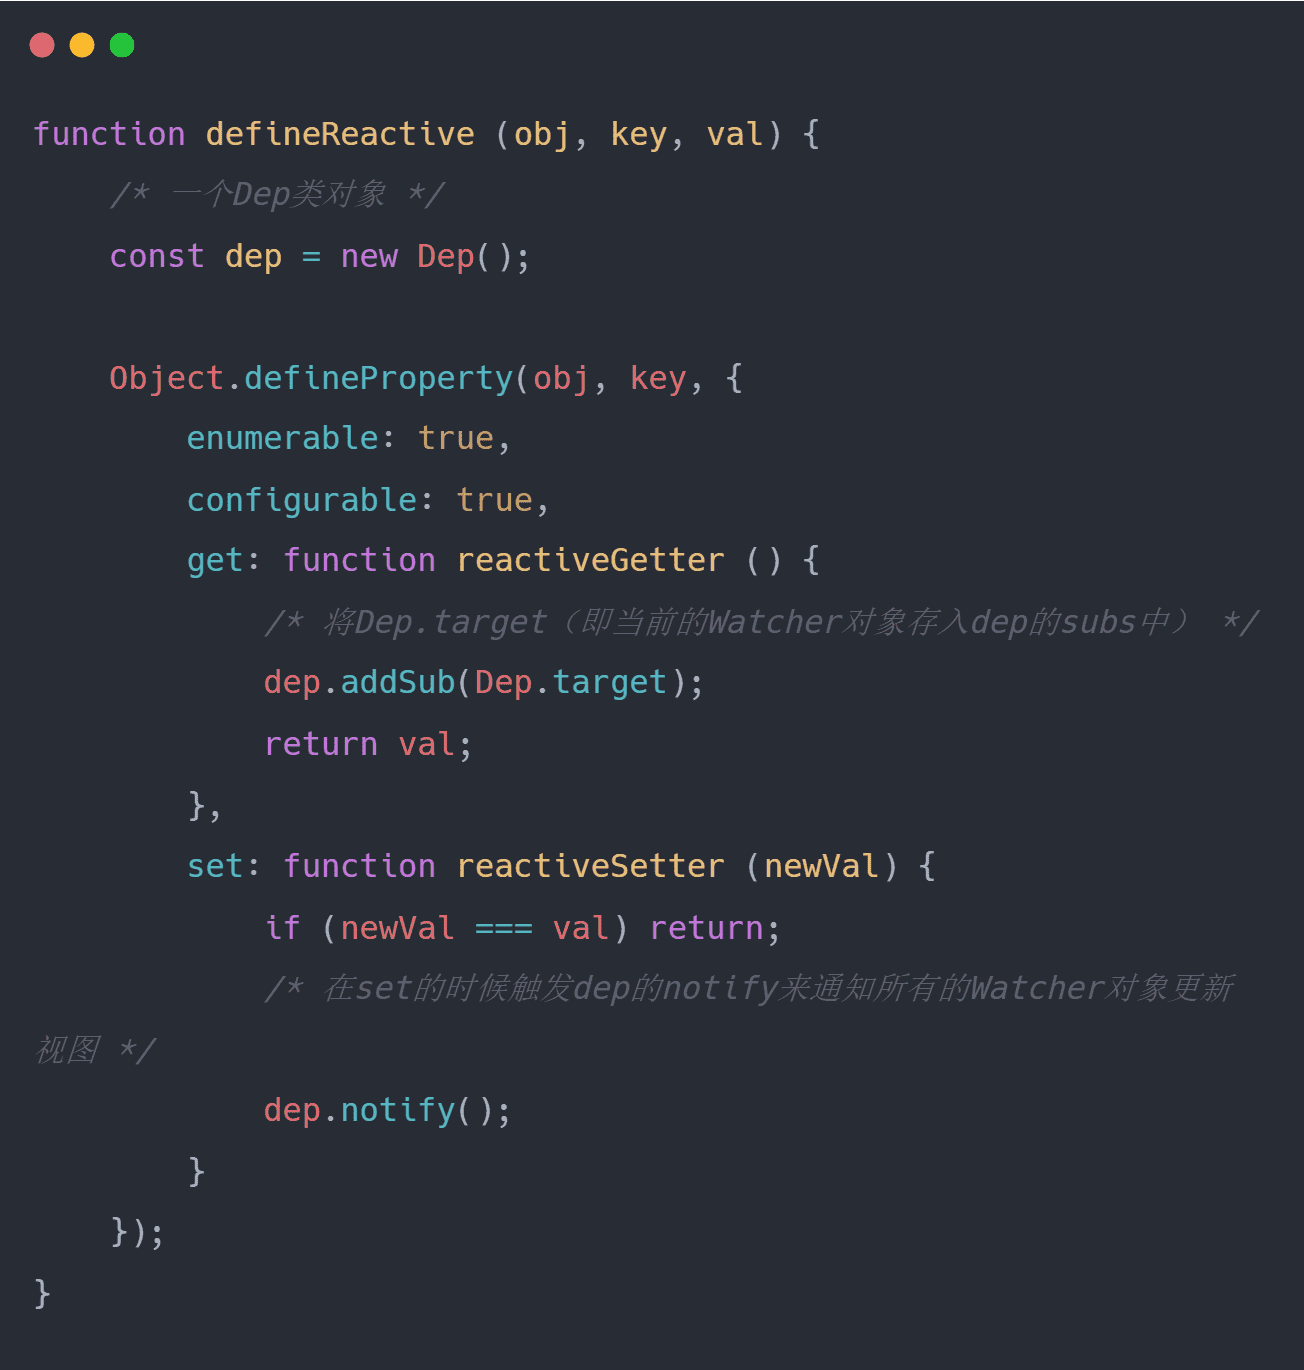 function defineReactive (obj, key, val) {
    /* 一个Dep类对象 */
    const dep = new Dep();

    Object.defineProperty(obj, key, {
        enumerable: true,
        configurable: true,
        get: function reactiveGetter () {
            /* 将Dep.target（即当前的Watcher对象存入dep的subs中） */
            dep.addSub(Dep.target);
            return val;
        },
        set: function reactiveSetter (newVal) {
            if (newVal === val) return;
            /* 在set的时候触发dep的notify来通知所有的Watcher对象更新
视图 */
            dep.notify();
        }
    });
}